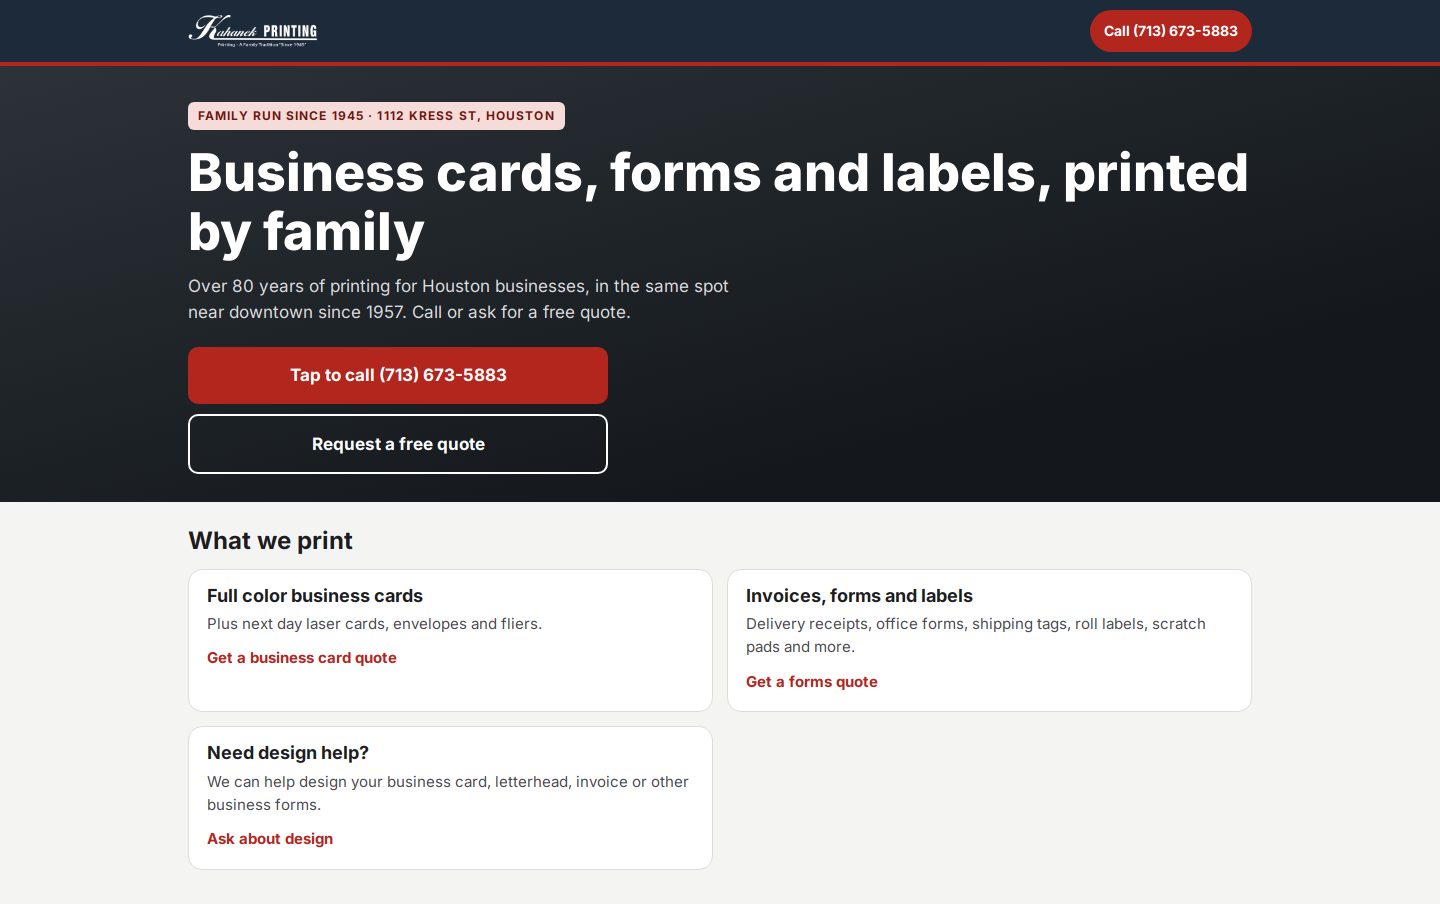 Kahanek PRINTING
Printing - A Family Tradition "Since 1945"
Call (713) 673-5883
FAMILY RUN SINCE 1945 · 1112 KRESS ST, HOUSTON
Business cards, forms and labels, printed
by family
Over 80 years of printing for Houston businesses, in the same spot
near downtown since 1957. Call or ask for a free quote.
Tap to call (713) 673-5883
Request a free quote
What we print
Full color business cards
Plus next day laser cards, envelopes and fliers.
Get a business card quote
Invoices, forms and labels
Delivery receipts, office forms, shipping tags, roll labels, scratch
pads and more.
Get a forms quote
Need design help?
We can help design your business card, letterhead, invoice or other
business forms.
Ask about design